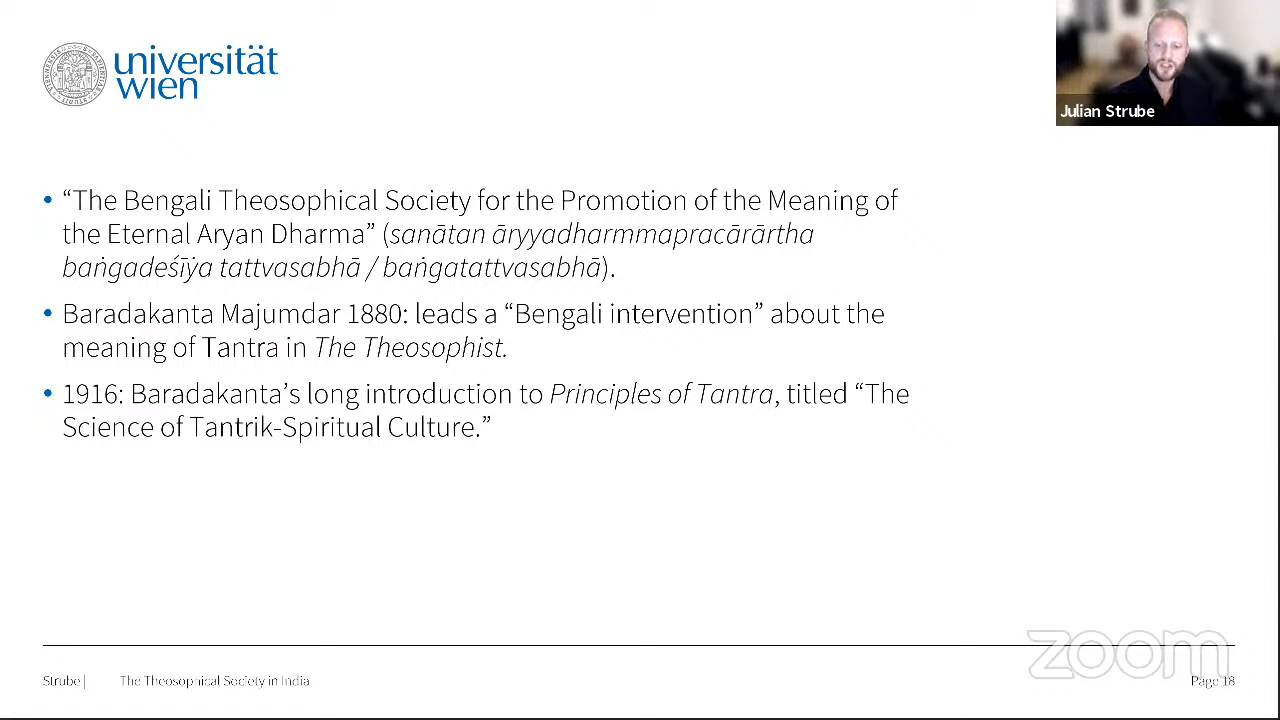 universität
wien
Julian Strube
• “The Bengali Theosophical Society for the Promotion of the Meaning of
the Eternal Aryan Dharma” (sanātan āryyadharmmapracārārtha
baṅgadeśīẏa tattvasabhā / baṅgatattvasabhā).
• Baradakanta Majumdar 1880: leads a “Bengali intervention” about the
meaning of Tantra in The Theosophist.
• 1916: Baradakanta’s long introduction to Principles of Tantra, titled “The
Science of Tantrik-Spiritual Culture.”
zoom
Strube | The Theosophical Society in India Page 18